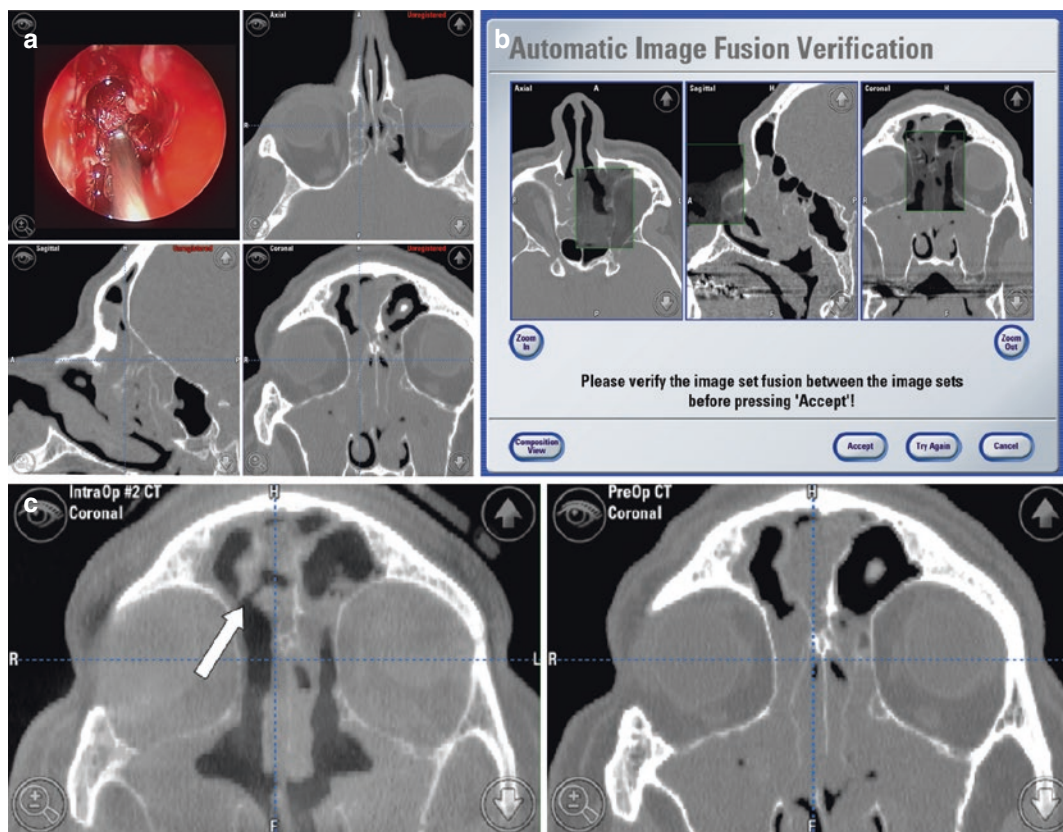 a
Axial
A
Unregistered
R
P
Sagittal
H
Unregistered
A
P
F
Coronal
H
Unregistered
R
L
F
b
Automatic Image Fusion Verification
Axial
A
R
L
P
Sagittal
H
A
P
F
Coronal
H
R
L
F
Zoom
In
Zoom
Out
Please verify the image set fusion between the image sets
before pressing 'Accept'!
Composition
View
Accept
Try Again
Cancel
c
IntraOp #2 CT
Coronal
H
R
L
F
PreOp CT
Coronal
H
R
L
F